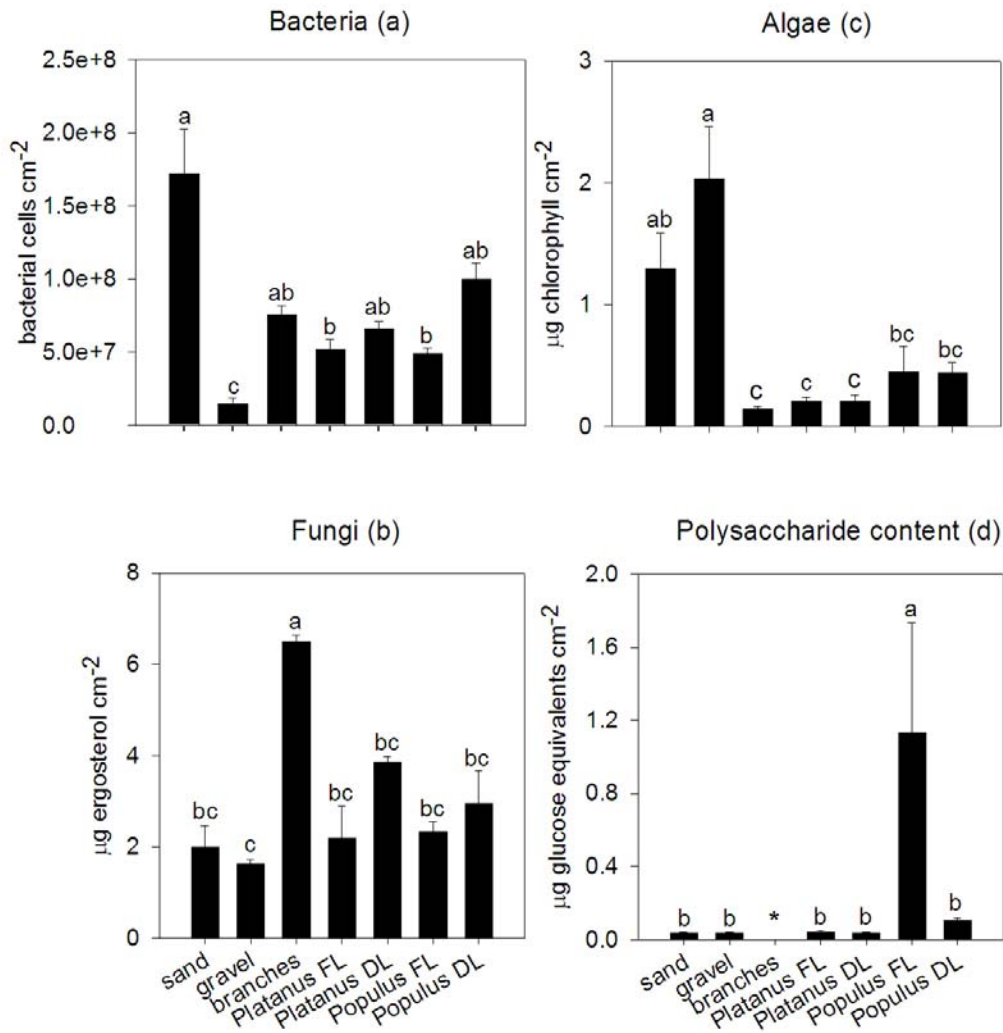 Bacteria (a)
bacterial cells cm-2
2.5e+8
2.0e+8
1.5e+8
1.0e+8
5.0e+7
0.0
a
c
ab
b
ab
b
ab
Algae (c)
µg chlorophyll cm-2
3
2
1
0
ab
a
c
c
c
bc
bc
Fungi (b)
µg ergosterol cm-2
8
6
4
2
0
bc
c
a
bc
bc
bc
bc
sand
gravel
branches
Platanus FL
Platanus DL
Populus FL
Populus DL
Polysaccharide content (d)
µg glucose equivalents cm-2
2.0
1.6
1.2
0.8
0.4
0.0
b
b
*
b
b
a
b
sand
gravel
branches
Platanus FL
Platanus DL
Populus FL
Populus DL